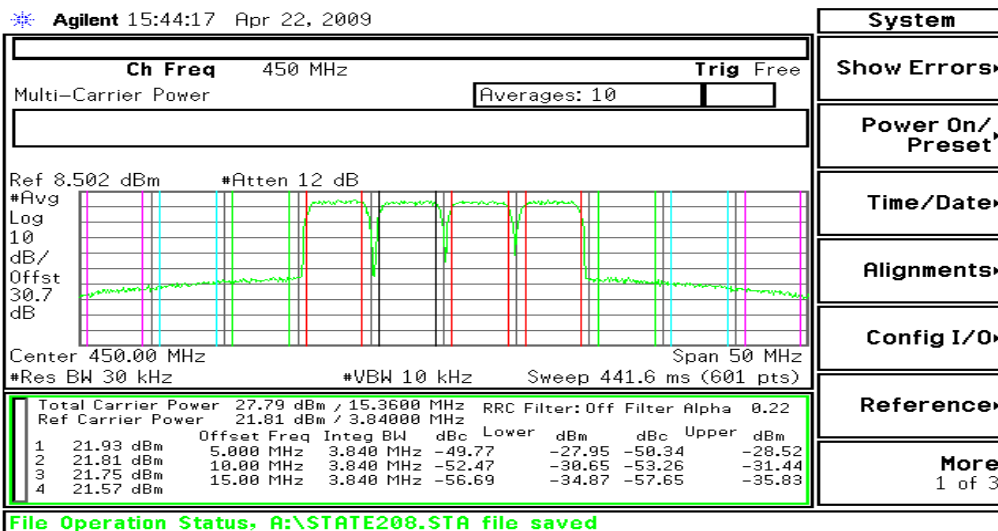 Agilent 15:44:17 Apr 22, 2009
System
Ch Freq 450 MHz Trig Free
Show Errors
Multi-Carrier Power Averages: 10
Power On/
Preset
Ref 8.502 dBm #Atten 12 dB
#Avg
Log
10
dB/
Offst
30.7
dB
Time/Date
Alignments
Config I/O
Center 450.00 MHz Span 50 MHz
#Res BW 30 kHz #VBW 10 kHz Sweep 441.6 ms (601 pts)
Total Carrier Power 27.79 dBm / 15.3600 MHz RRC Filter: Off Filter Alpha 0.22
Ref Carrier Power 21.81 dBm / 3.84000 MHz
Offset Freq Integ BW dBc Lower dBm dBc Upper dBm
1 21.93 dBm 5.000 MHz 3.840 MHz -49.77 -27.95 -50.34 -28.52
2 21.81 dBm 10.00 MHz 3.840 MHz -52.47 -30.65 -53.26 -31.44
3 21.75 dBm 15.00 MHz 3.840 MHz -56.69 -34.87 -57.65 -35.83
4 21.57 dBm
Reference
More
1 of 3
File Operation Status, A:\STATE208.STA file saved